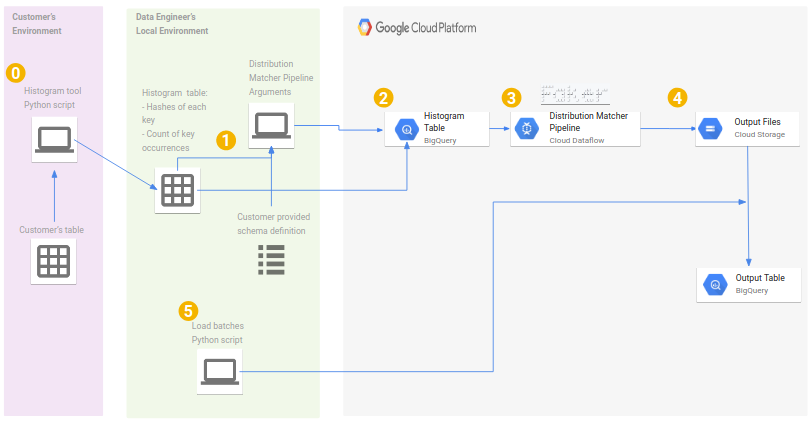 Customer's
Environment
Data Engineer's
Local Environment
Google Cloud Platform
0
Histogram tool
Python script
Customer's table
Histogram table:
- Hashes of each
key
- Count of key
occurrences
1
Distribution
Matcher Pipeline
Arguments
Customer provided
schema definition
2
Histogram
Table
BigQuery
3
Faker
Distribution Matcher
Pipeline
Cloud Dataflow
4
Output Files
Cloud Storage
Output Table
BigQuery
5
Load batches
Python script